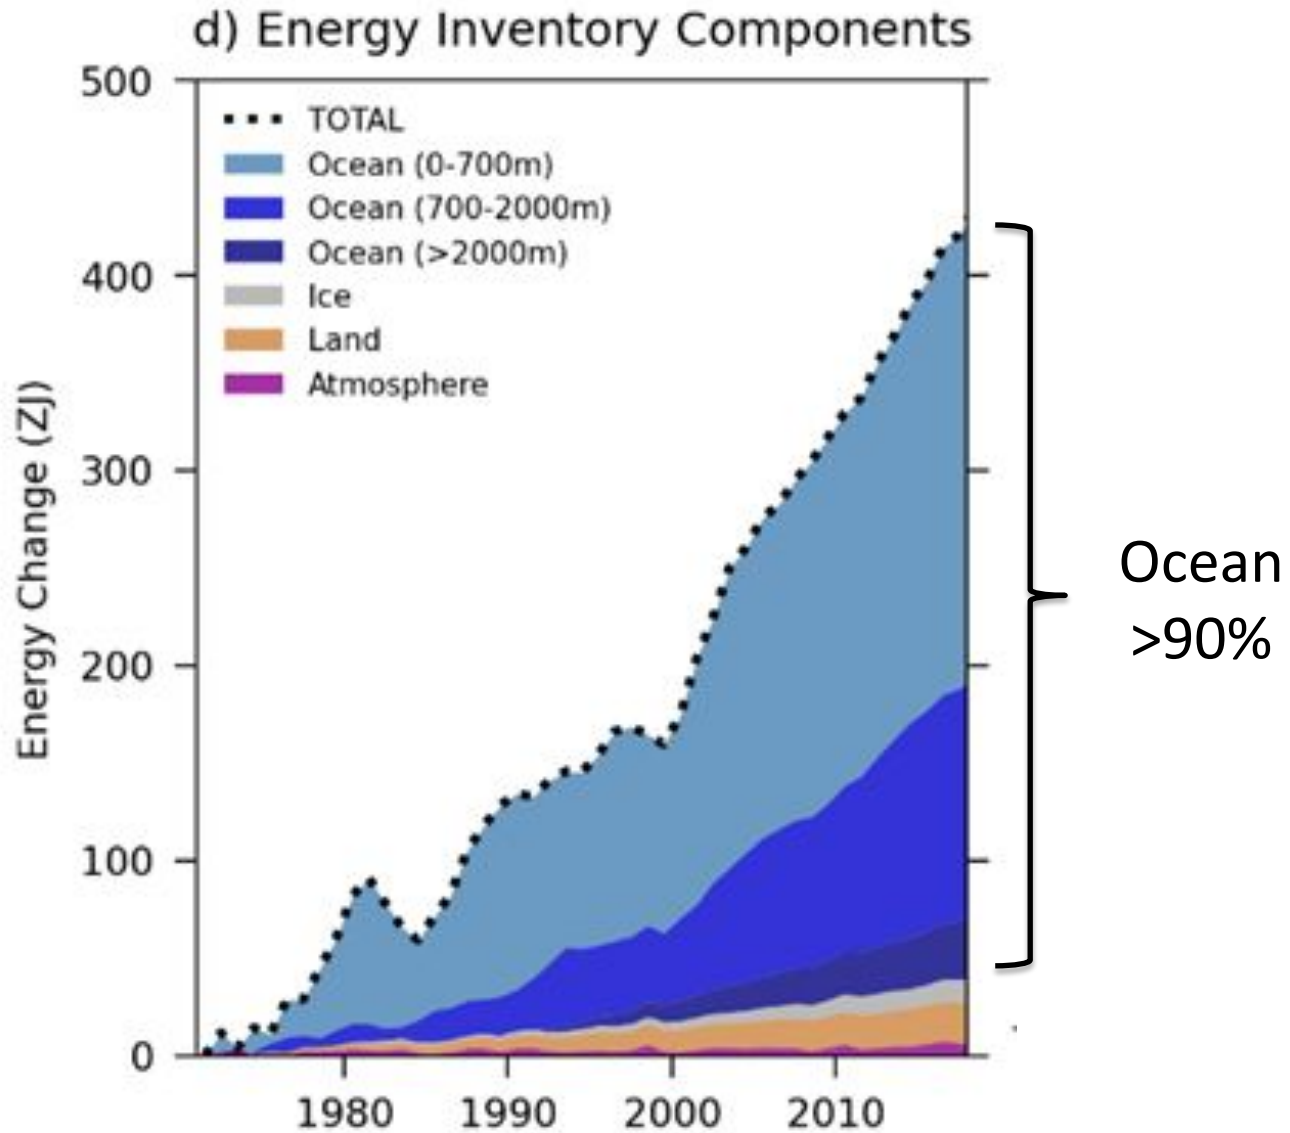 d) Energy Inventory Components
500
400
300
200
100
0
Energy Change (ZJ)
TOTAL
Ocean (0-700m)
Ocean (700-2000m)
Ocean (>2000m)
Ice
Land
Atmosphere
1980 1990 2000 2010
Ocean
>90%